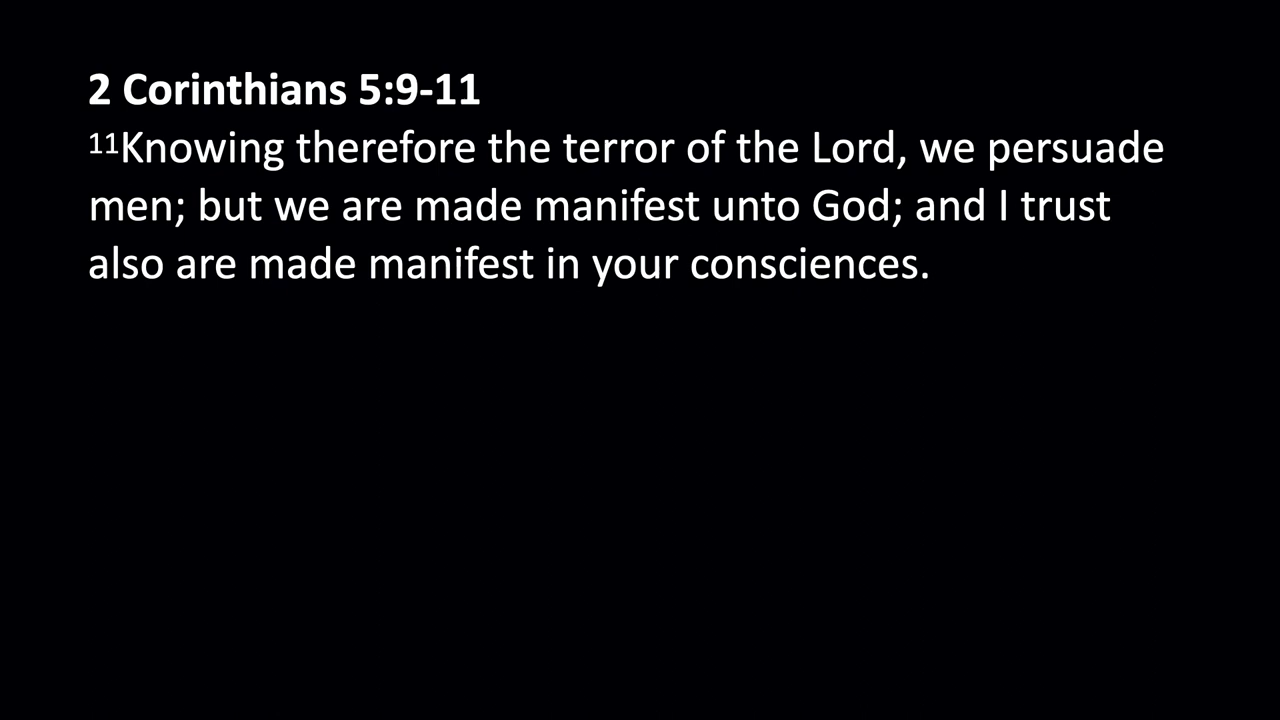 2 Corinthians 5:9-11
11Knowing therefore the terror of the Lord, we persuade
men; but we are made manifest unto God; and I trust
also are made manifest in your consciences.